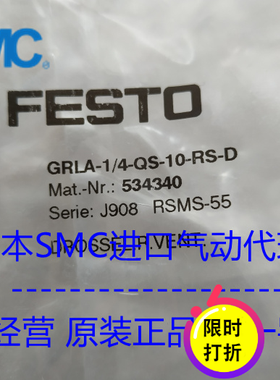 MC®
FESTO
GRLA-1/4-QS-10-RS-D
Mat.-Nr.: 534340
Serie: J908 RSMS-55
本SMC进口气动代理
经营 原装正品
限时
打折